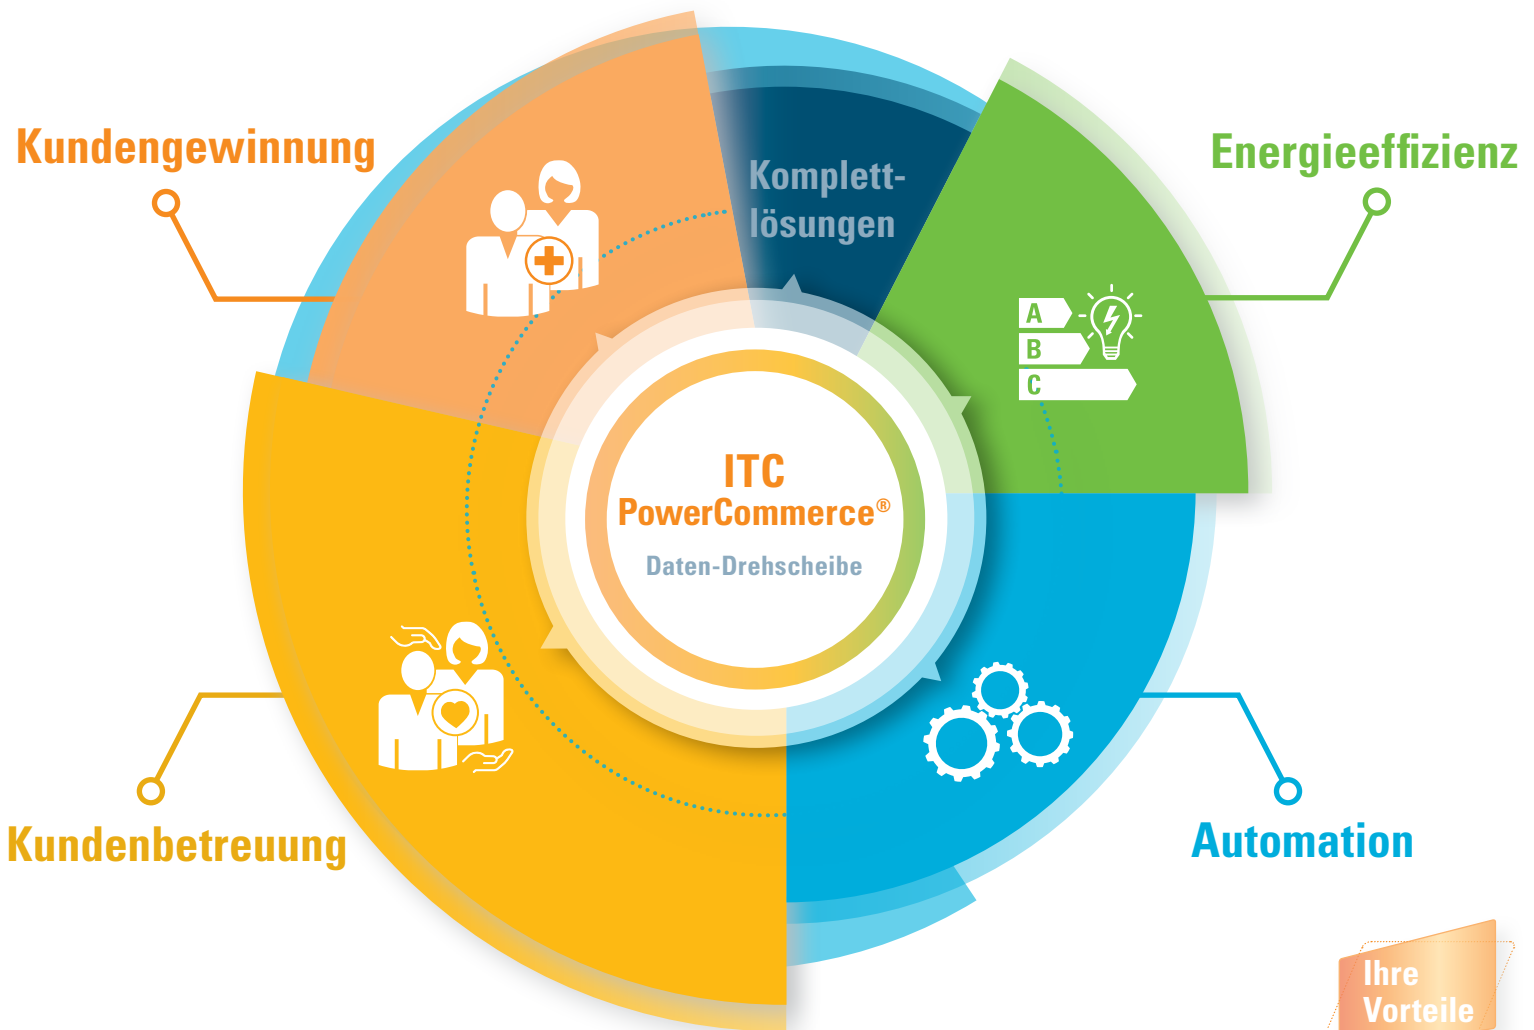 Kundengewinnung
Komplett-
lösungen
Energieeffizienz
A
B
C
ITC
PowerCommerce®
Daten-Drehscheibe
Kundenbetreuung
Automation
Ihre
Vorteile